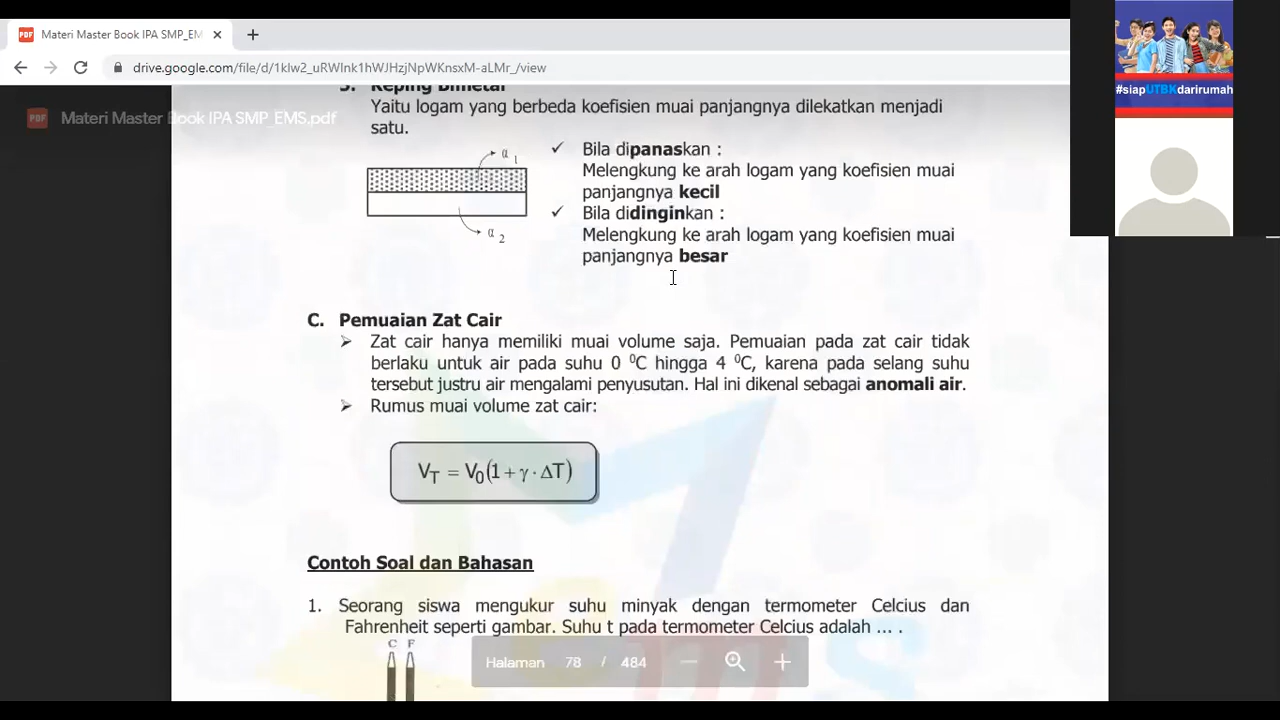 Materi Master Book IPA SMP_EM
drive.google.com/file/d/1klw2_uRWlnk1hWJHzjNpWKnsxM-aLMr_/view
Materi Master Book IPA SMP_EMS.pdf
#siapUTBKdarirumah
Keping Bimetal
Yaitu logam yang berbeda koefisien muai panjangnya dilekatkan menjadi
satu.
α 1
α 2
✓ Bila dipanaskan :
Melengkung ke arah logam yang koefisien muai
panjangnya kecil
✓ Bila didinginkan :
Melengkung ke arah logam yang koefisien muai
panjangnya besar
C. Pemuaian Zat Cair
➢ Zat cair hanya memiliki muai volume saja. Pemuaian pada zat cair tidak
berlaku untuk air pada suhu 0 ⁰C hingga 4 ⁰C, karena pada selang suhu
tersebut justru air mengalami penyusutan. Hal ini dikenal sebagai anomali air.
➢ Rumus muai volume zat cair:
V_T = V_0(1 + γ · ΔT)
Contoh Soal dan Bahasan
1. Seorang siswa mengukur suhu minyak dengan termometer Celcius dan
Fahrenheit seperti gambar. Suhu t pada termometer Celcius adalah ... .
C F
Halaman 78 / 484